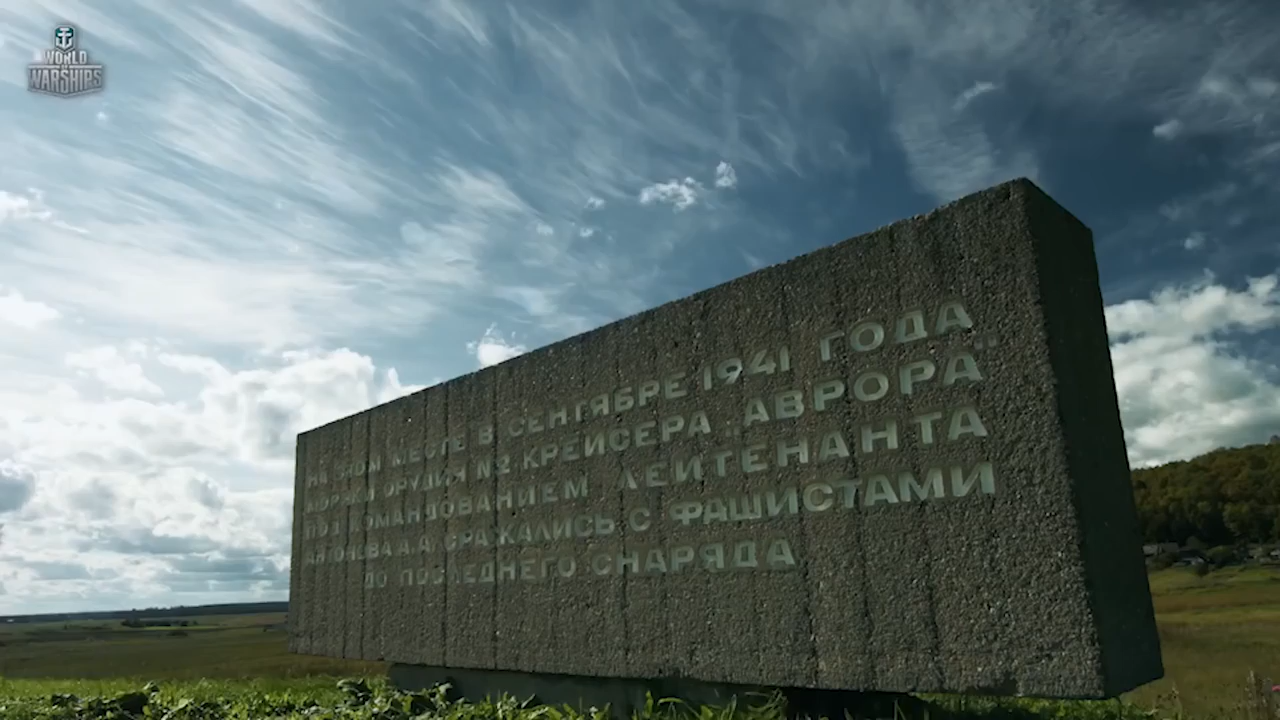 WORLD
OF
WARSHIPS
НА ЭТОМ МЕСТЕ В СЕНТЯБРЕ 1941 ГОДА
МОРЯКИ ОРУДИЯ №2 КРЕЙСЕРА „АВРОРА"
ПОД КОМАНДОВАНИЕМ ЛЕЙТЕНАНТА
АНТОНОВА А.А. СРАЖАЛИСЬ С ФАШИСТАМИ
ДО ПОСЛЕДНЕГО СНАРЯДА